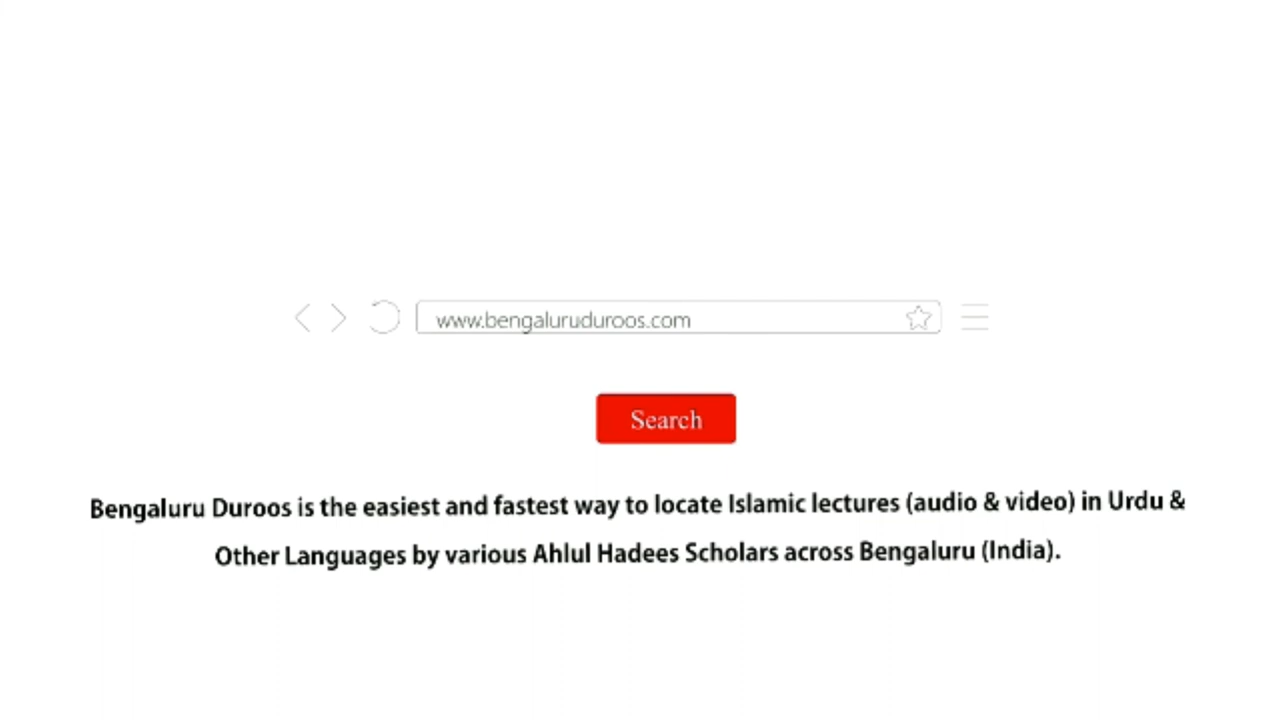 www.bengaluruduroos.com
Search
Bengaluru Duroos is the easiest and fastest way to locate Islamic lectures (audio & video) in Urdu &
Other Languages by various Ahlul Hadees Scholars across Bengaluru (India).